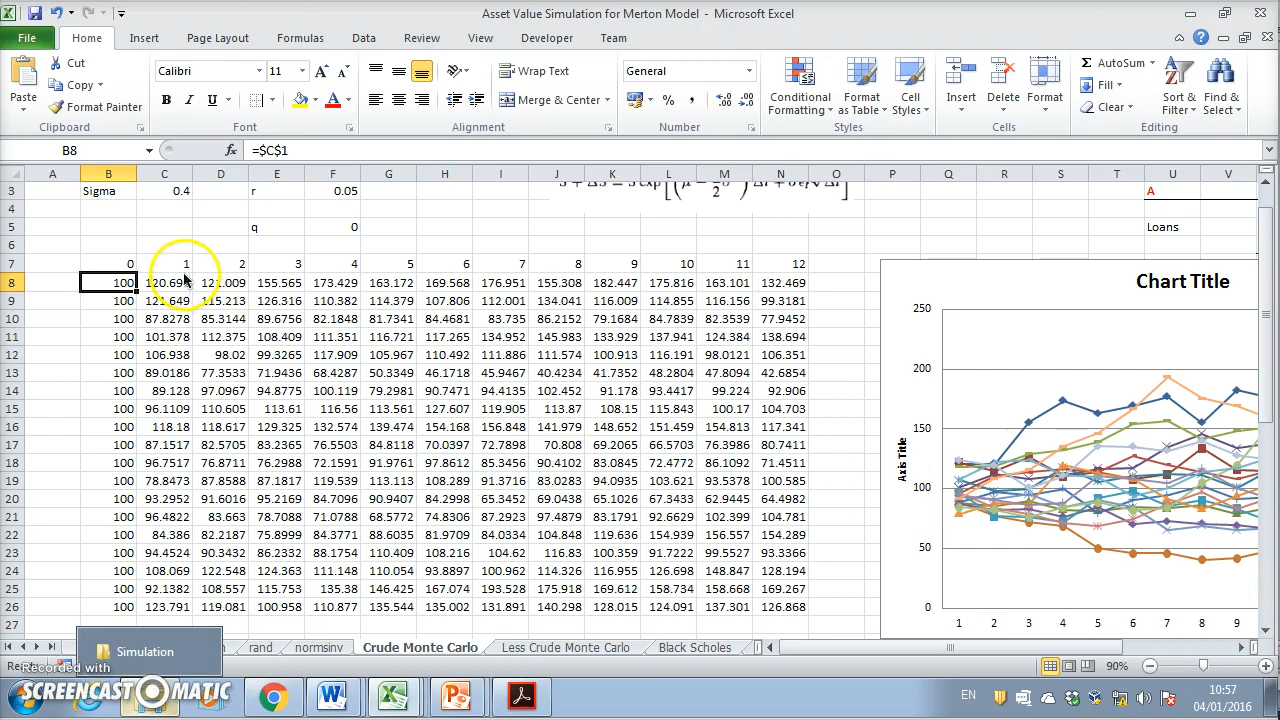 Asset Value Simulation for Merton Model - Microsoft Excel
File Home Insert Page Layout Formulas Data Review View Developer Team
Paste Cut Copy Format Painter Clipboard
Calibri 11 B I U Font
Wrap Text Merge & Center Alignment
General % , Number
Conditional Formatting Format as Table Cell Styles Styles
Insert Delete Format Cells
AutoSum Fill Clear Sort & Filter Find & Select Editing
B8 fx =$C$1
A B C D E F G H I J K L M N O P Q R S T U V
3 Sigma 0.4 r 0.05 A
4
5 q 0 Loans
6
7 0 1 2 3 4 5 6 7 8 9 10 11 12
8 100 155.565 173.429 163.172 169.568 176.951 155.308 182.447 175.816 163.101 132.469
9 100 115.213 126.316 110.382 114.379 107.806 112.001 134.041 116.009 114.855 116.156 99.3181
10 100 87.8278 85.3144 89.6756 82.1848 81.7341 84.4681 83.735 86.2152 79.1684 84.7839 82.3539 77.9452
11 100 101.378 112.375 108.409 111.351 116.721 117.265 134.952 145.983 133.929 137.941 124.384 138.694
12 100 106.938 98.02 99.3265 117.909 105.967 110.492 111.886 111.574 100.913 116.191 98.0121 106.351
13 100 89.0186 77.3533 71.9436 68.4287 50.3349 46.1718 45.9467 40.4234 41.7352 48.2804 47.8094 42.6854
14 100 89.128 97.0967 94.8775 100.119 79.2981 90.7471 94.4135 102.452 91.178 93.4417 99.224 92.906
15 100 96.1109 110.605 113.61 116.56 113.561 127.607 119.905 113.87 108.15 115.843 100.17 104.703
16 100 118.18 118.617 129.325 130.574 139.474 154.168 156.848 141.979 148.652 151.459 154.813 117.341
17 100 87.1517 82.5705 83.2365 76.5503 84.8118 70.0397 72.7898 70.808 69.2065 66.5703 76.3986 80.7411
18 100 96.7517 76.8711 76.2988 72.1591 91.9761 97.8612 85.3456 90.4102 83.0845 72.4772 86.1092 71.4511
19 100 78.8473 87.8588 87.1817 119.535 113.113 86.6288 91.3716 86.0283 94.0935 103.621 93.5376 100.585
20 100 93.2952 91.6016 95.2168 84.7099 90.9407 84.2995 65.3452 69.0434 65.1026 67.3433 62.9445 64.4982
21 100 96.4822 83.663 78.7088 71.0788 68.5772 74.8306 87.2923 97.4879 83.1791 92.6629 102.399 104.781
22 100 84.386 82.2187 75.8999 84.3771 88.6035 81.9703 84.0534 104.848 119.636 154.939 156.557 154.289
23 100 94.4524 90.3432 86.2332 88.1754 110.409 108.216 104.62 116.83 100.359 91.7222 99.5527 93.3366
24 100 108.069 122.548 124.363 111.148 110.054 93.8897 100.062 114.326 116.955 126.698 148.847 128.194
25 100 92.1382 108.557 115.753 135.38 146.425 167.074 193.528 175.918 169.612 158.734 158.668 169.267
26 100 123.791 119.081 100.958 110.877 135.544 135.002 131.891 140.298 128.015 124.091 137.301 126.868
27
Chart Title
Axis Title
250
200
150
100
50
0
1 2 3 4 5 6 7 8 9
Simulation
rand normsinv Crude Monte Carlo Less Crude Monte Carlo Black Scholes
90%
Recorded with
SCREENCAST MATIC
EN
10:57
04/01/2016